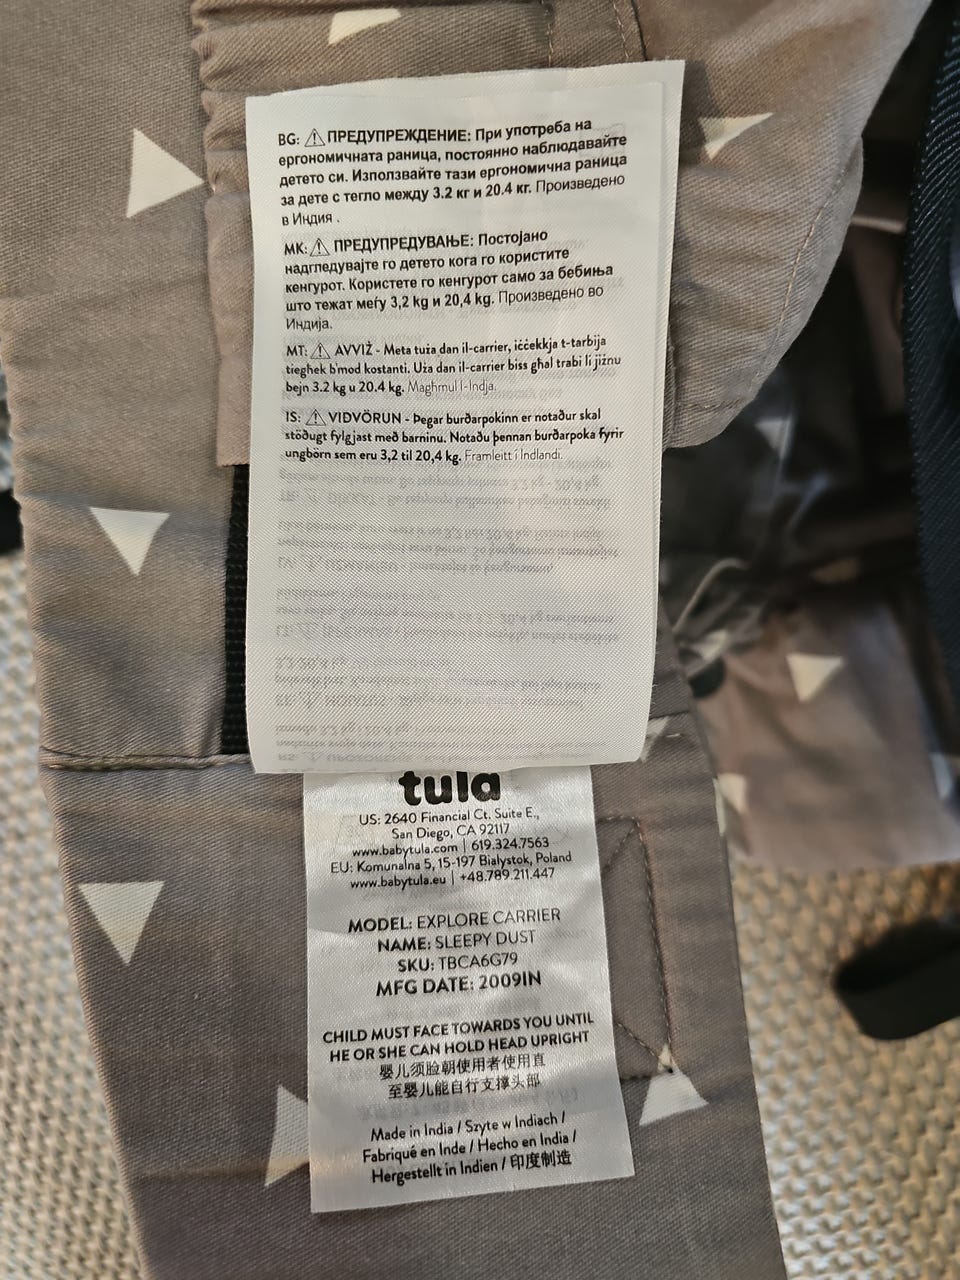 BG: ⚠ ПРЕДУПРЕЖДЕНИЕ: При употреба на
ергономичната раница, постоянно наблюдавайте
детето си. Използвайте тази ергономична раница
за дете с тегло между 3.2 кг и 20.4 кг. Произведено
в Индия .
MK: ⚠ ПРЕДУПРЕДУВАЊЕ: Постојано
надгледувајте го детето кога го користите
кенгурот. Користете го кенгурот само за бебиња
што тежат меѓу 3,2 kg и 20,4 kg. Произведено во
Индија.
MT: ⚠ AVVIŻ - Meta tuża dan il-carrier, iċċekkja t-tarbija
tiegħek b'mod kostanti. Uża dan il-carrier biss għal trabi li jiżnu
bejn 3.2 kg u 20.4 kg. Magħmul l-Indja.
IS: ⚠ VIÐVÖRUN - Þegar burðarpokinn er notaður skal
stöðugt fylgjast með barninu. Notaðu þennan burðarpoka fyrir
ungbörn sem eru 3,2 til 20,4 kg. Framleitt í Indlandi.
tula
US: 2640 Financial Ct. Suite E.,
San Diego, CA 92117
www.babytula.com | 619.324.7563
EU: Komunalna 5, 15-197 Białystok, Poland
www.babytula.eu | +48.789.211.447
MODEL: EXPLORE CARRIER
NAME: SLEEPY DUST
SKU: TBCA6G79
MFG DATE: 2009IN
CHILD MUST FACE TOWARDS YOU UNTIL
HE OR SHE CAN HOLD HEAD UPRIGHT
婴儿须脸朝使用者使用直
至婴儿能自行支撑头部
Made in India / Szyte w Indiach /
Fabriqué en Inde / Hecho en India /
Hergestellt in Indien / 印度制造